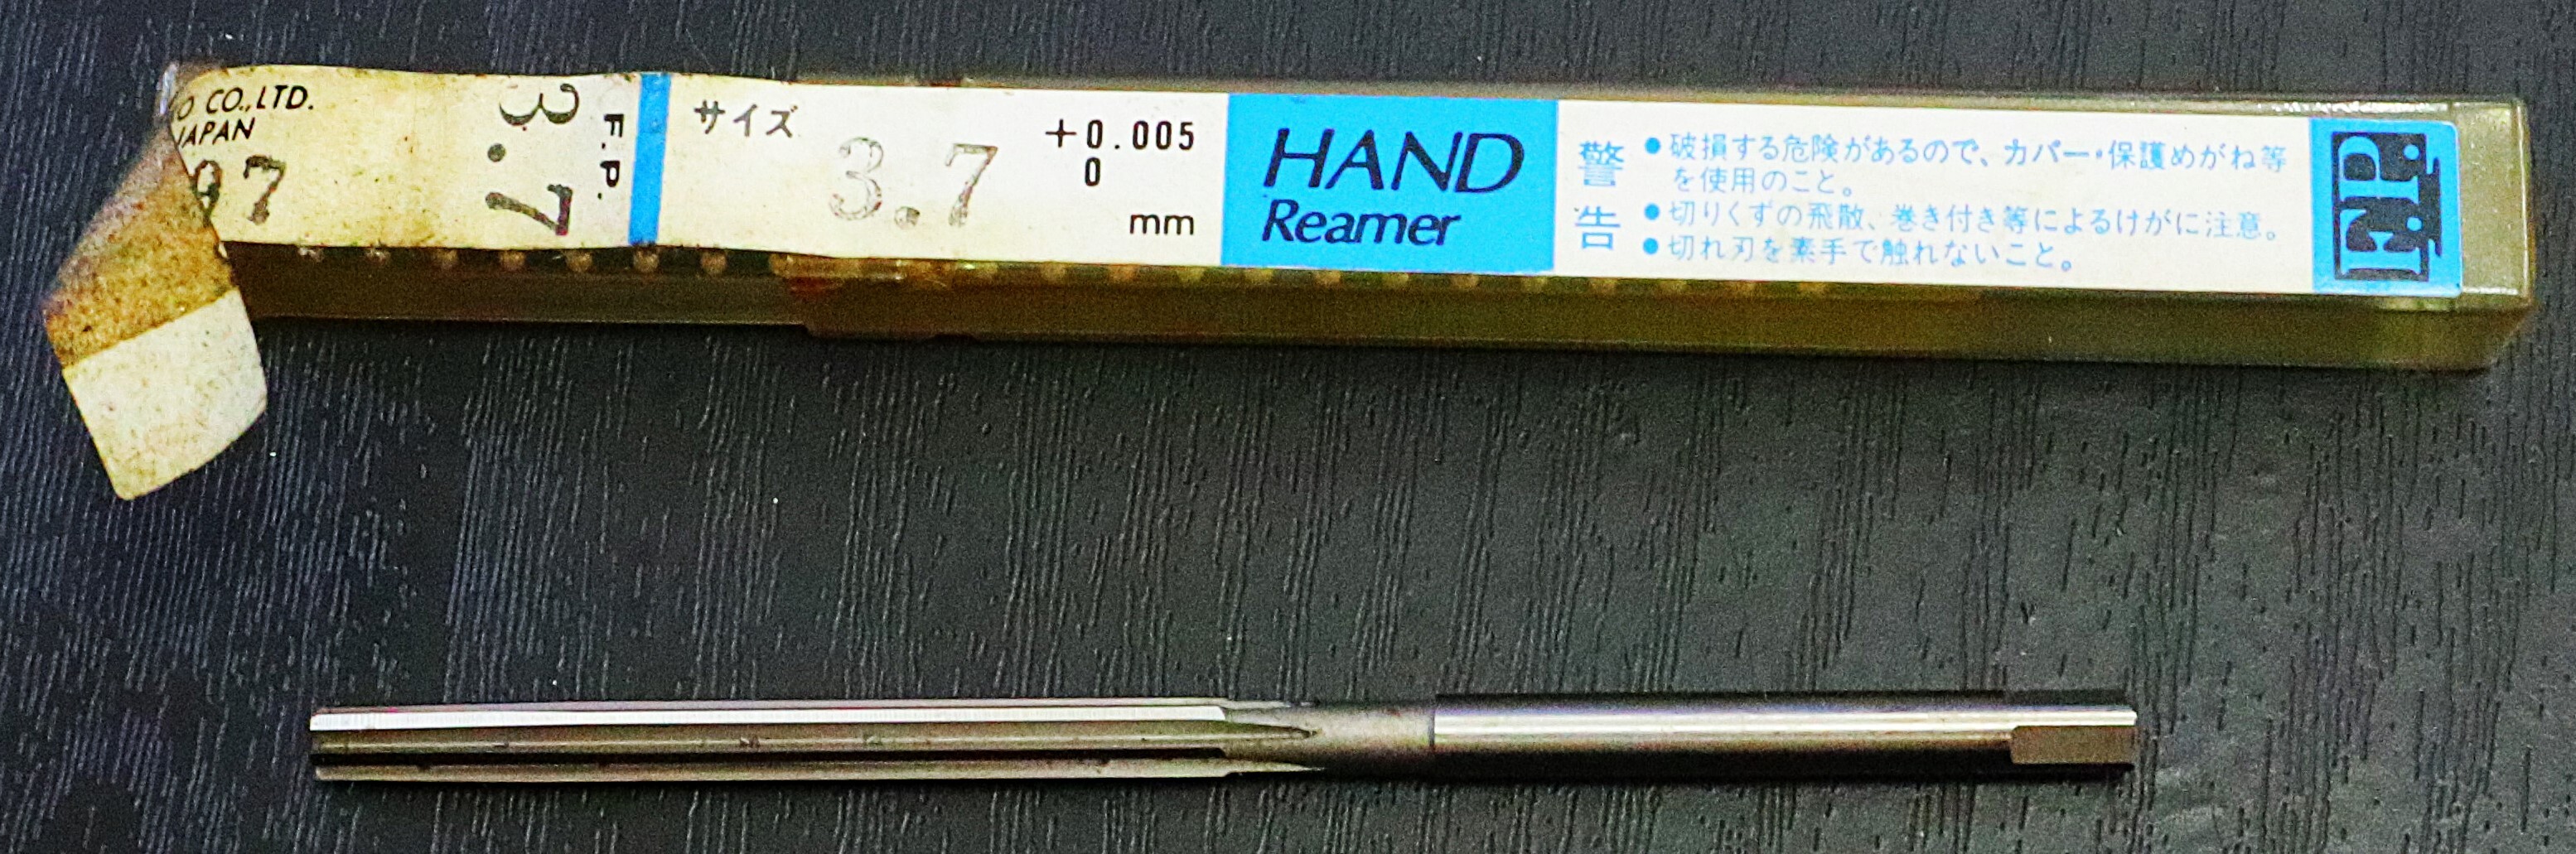 O CO.,LTD.
JAPAN
97
3.7
F.P.
サイズ
3.7
+0.005
0
mm
HAND
Reamer
警告
●破損する危険があるので、カバー・保護めがね等
を使用のこと。
●切りくずの飛散、巻き付き等によるけがに注意。
●切れ刃を素手で触れないこと。